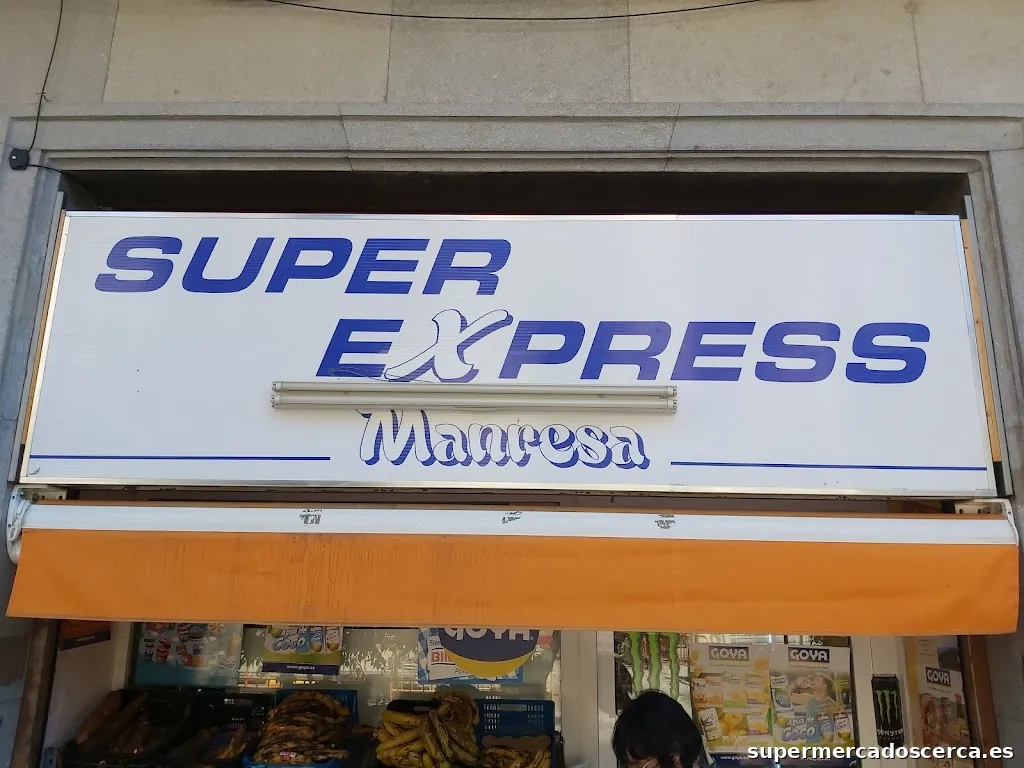 SUPER
EXPRESS
Manresa
GOYA
Agua de
COCO
GOYA
GOYA
Agua de
COCO
GOYA
MONSTER
supermercadoscerca.es